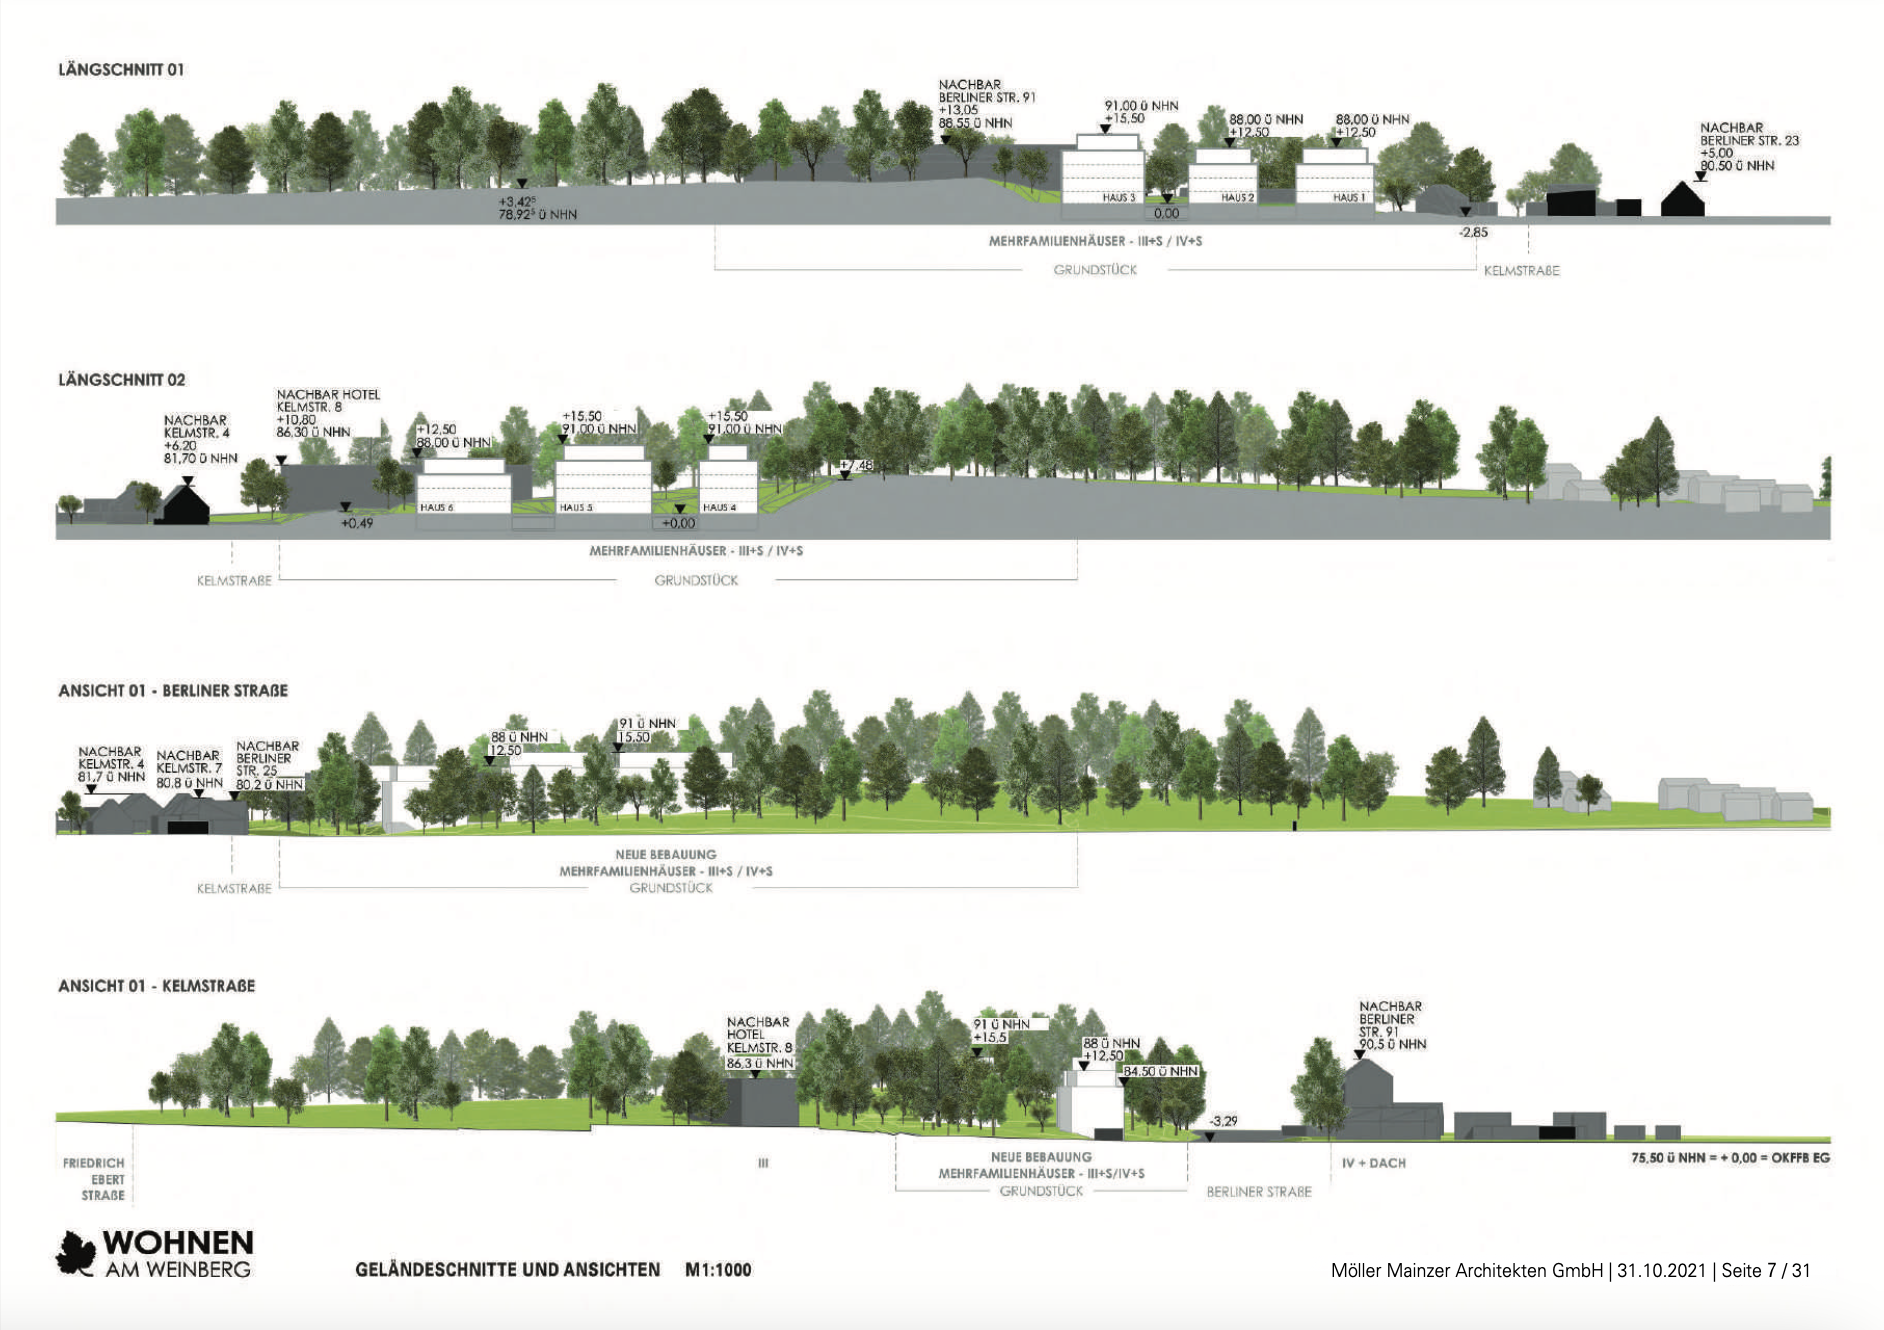 LÄNGSCHNITT 01
NACHBAR
BERLINER STR. 91
+13,05
88,55 Ü NHN
91,00 Ü NHN
+15,50
88,00 Ü NHN
+12,50
88,00 Ü NHN
+12,50
NACHBAR
BERLINER STR. 23
+5,00
80,50 Ü NHN
+3,42⁵
78,92⁵ Ü NHN
HAUS 3
HAUS 2
HAUS 1
0,00
-2,85
MEHRFAMILIENHÄUSER - III+S / IV+S
GRUNDSTÜCK
KELMSTRAßE
LÄNGSCHNITT 02
NACHBAR
KELMSTR. 4
+6,20
81,70 Ü NHN
NACHBAR HOTEL
KELMSTR. 8
+10,80
86,30 Ü NHN
+12,50
88,00 Ü NHN
+15,50
91,00 Ü NHN
+15,50
91,00 Ü NHN
+7,48
HAUS 6
HAUS 5
HAUS 4
+0,49
+0,00
MEHRFAMILIENHÄUSER - III+S / IV+S
KELMSTRAßE
GRUNDSTÜCK
ANSICHT 01 - BERLINER STRAßE
NACHBAR
KELMSTR. 4
81,7 Ü NHN
NACHBAR
KELMSTR. 7
80,8 Ü NHN
NACHBAR
BERLINER
STR. 25
80,2 Ü NHN
88 Ü NHN
12,50
91 Ü NHN
15,50
NEUE BEBAUUNG
MEHRFAMILIENHÄUSER - III+S / IV+S
KELMSTRAßE
GRUNDSTÜCK
ANSICHT 01 - KELMSTRAßE
NACHBAR
HOTEL
KELMSTR. 8
86,3 Ü NHN
91 Ü NHN
+15,5
88 Ü NHN
+12,50
84,50 Ü NHN
NACHBAR
BERLINER
STR. 91
90,5 Ü NHN
-3,29
FRIEDRICH
EBERT
STRAßE
III
NEUE BEBAUUNG
MEHRFAMILIENHÄUSER - III+S/IV+S
GRUNDSTÜCK
BERLINER STRAßE
IV + DACH
75,50 Ü NHN = + 0,00 = OKFFB EG
WOHNEN
AM WEINBERG
GELÄNDESCHNITTE UND ANSICHTEN M1:1000
Möller Mainzer Architekten GmbH | 31.10.2021 | Seite 7 / 31